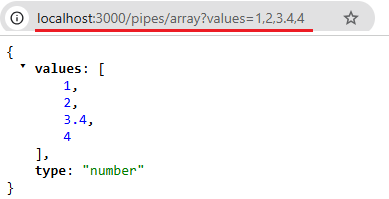 localhost:3000/pipes/array?values=1,2,3.4,4
{
values: [
1,
2,
3.4,
4
],
type: "number"
}